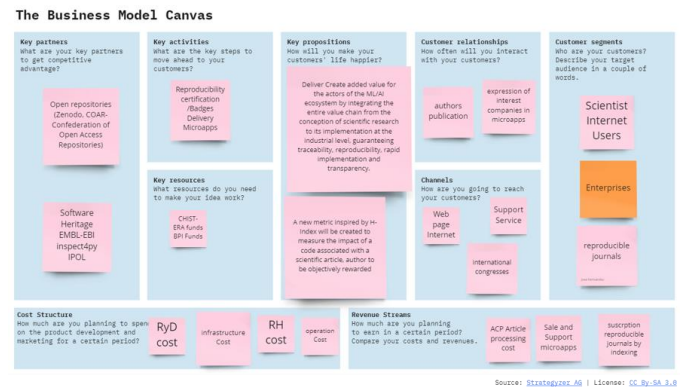 The Business Model Canvas
Key partners
What are your key partners
to get competitive
advantage?
Open repositories
(Zenodo, COAR-
Confederation of
Open Access
Repositories)
Software
Heritage
EMBL-EBI
inspect4py
IPOL
Key activities
What are the key steps to
move ahead to your
customers?
Reproducibility
certification
/Badges
Delivery
Microapps
Key resources
What resources do you need
to make your idea work?
CHIST-
ERA funds
BPI Funds
Key propositions
How will you make your
customers' life happier?
Deliver Create added value for
the actors of the ML/AI
ecosystem by integrating the
entire value chain from the
conception of scientific research
to its implementation at the
industrial level, guaranteeing
traceability, reproducibility, rapid
implementation and
transparency.
A new metric inspired by H-
Index will be created to
measure the impact of a
code associated with a
scientific article, author to
be objectively rewarded
Customer relationships
How often will you interact
with your customers?
authors
publication
expression of
interest
companies in
microapps
Channels
How are you going to reach
your customers?
Web
page
Internet
Support
Service
international
congresses
Customer segments
Who are your customers?
Describe your target
audience in a couple of
words.
Scientist
Internet
Users
Enterprises
reproducible
journals
Cost Structure
How much are you planning to spend
on the product development and
marketing for a certain period?
RyD
cost
Infrastructure
Cost
RH
cost
operation
Cost
Revenue Streams
How much are you planning
to earn in a certain period?
Compare your costs and revenues.
ACP Article
processing
cost
Sale and
Support
microapps
suscrption
reproducible
journals by
indexing
Source: Strategyzer AG | License: CC By-SA 3.0